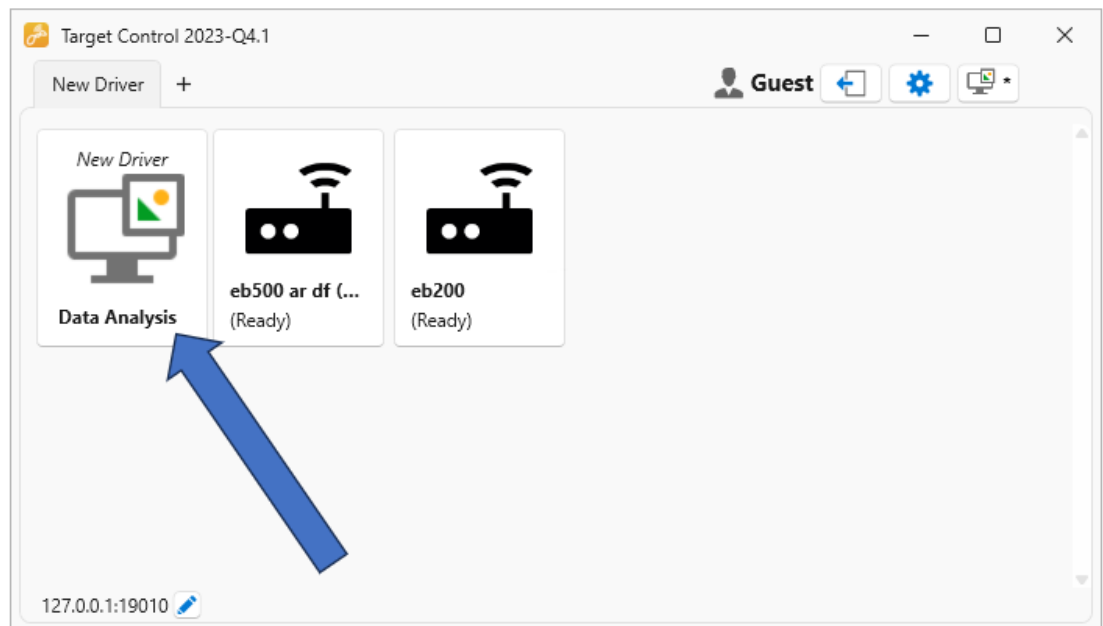 Target Control 2023-Q4.1
New Driver +
Guest
*
New Driver
Data Analysis
eb500 ar df (...
(Ready)
eb200
(Ready)
127.0.0.1:19010